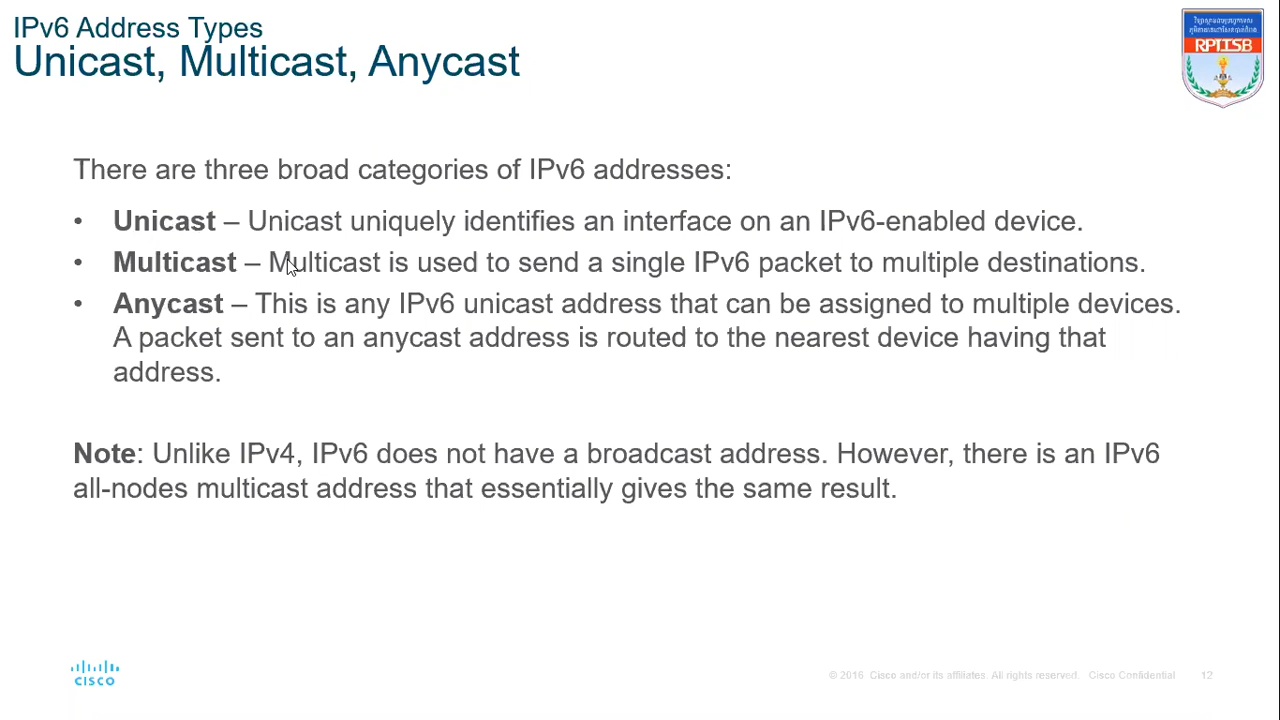 IPv6 Address Types
Unicast, Multicast, Anycast
RPITSB
There are three broad categories of IPv6 addresses:
• Unicast – Unicast uniquely identifies an interface on an IPv6-enabled device.
• Multicast – Multicast is used to send a single IPv6 packet to multiple destinations.
• Anycast – This is any IPv6 unicast address that can be assigned to multiple devices.
A packet sent to an anycast address is routed to the nearest device having that
address.
Note: Unlike IPv4, IPv6 does not have a broadcast address. However, there is an IPv6
all-nodes multicast address that essentially gives the same result.
CISCO
© 2016 Cisco and/or its affiliates. All rights reserved. Cisco Confidential 12